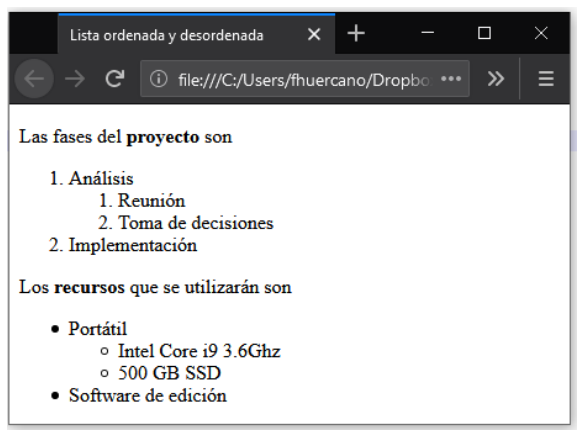 Lista ordenada y desordenada
file:///C:/Users/fhuercano/Dropbo
Las fases del proyecto son
1. Análisis
1. Reunión
2. Toma de decisiones
2. Implementación
Los recursos que se utilizarán son
• Portátil
◦ Intel Core i9 3.6Ghz
◦ 500 GB SSD
• Software de edición